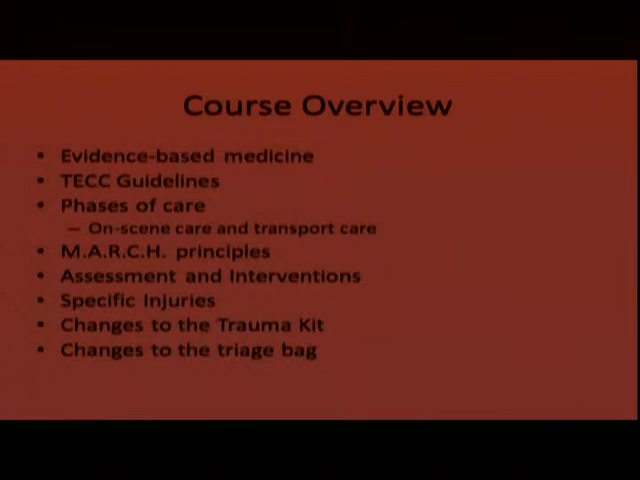 Course Overview
• Evidence-based medicine
• TECC Guidelines
• Phases of care
– On-scene care and transport care
• M.A.R.C.H. principles
• Assessment and Interventions
• Specific Injuries
• Changes to the Trauma Kit
• Changes to the triage bag